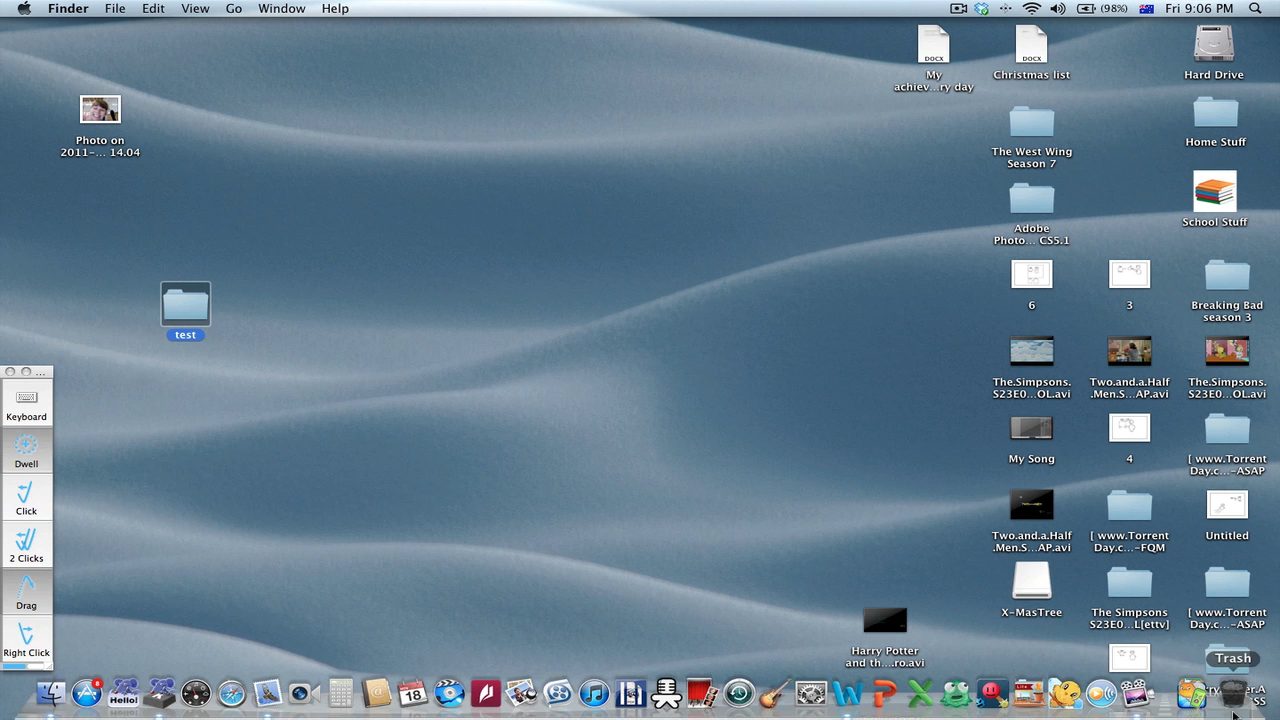 Finder File Edit View Go Window Help
(98%) Fri 9:06 PM
Photo on
2011-... 14.04
test
...
Keyboard
Dwell
Click
2 Clicks
Drag
Right Click
DOCX
My
achiev...ry day
DOCX
Christmas list
Hard Drive
The West Wing
Season 7
Home Stuff
Adobe
Photo... CS5.1
School Stuff
6
3
Breaking Bad
season 3
The.Simpsons.
S23E0...OL.avi
Two.and.a.Half
.Men.S...AP.avi
The.Simpsons.
S23E0...OL.avi
My Song
4
[ www.Torrent
Day.c...-ASAP
Two.and.a.Half
.Men.S...AP.avi
[ www.Torrent
Day.c...-FQM
Untitled
X-MasTree
The Simpsons
S23E0...L[ettv]
[ www.Torrent
Day.c...-ASAP
Harry Potter
and th...ro.avi
Trash
8
Hello!
18